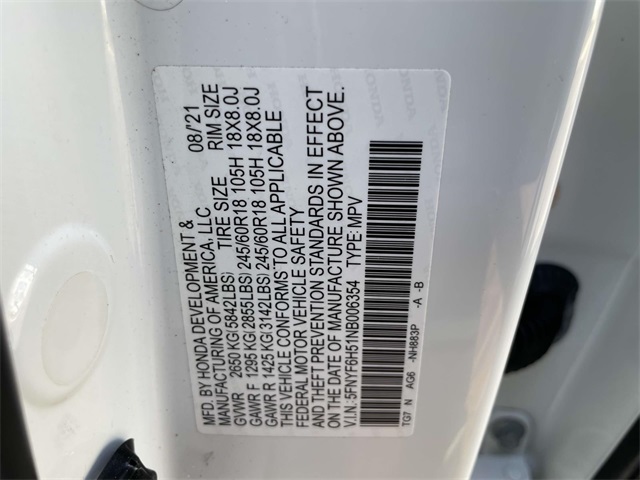 MFD. BY HONDA DEVELOPMENT & 08/'21
MANUFACTURING OF AMERICA, LLC
TIRE SIZE RIM SIZE
GVWR 2650 KG(5842LBS)
GAWR F 1295 KG(2855LBS) 245/60R18 105H 18X8.0J
GAWR R 1425 KG(3142LBS) 245/60R18 105H 18X8.0J
THIS VEHICLE CONFORMS TO ALL APPLICABLE
FEDERAL MOTOR VEHICLE SAFETY
AND THEFT PREVENTION STANDARDS IN EFFECT
ON THE DATE OF MANUFACTURE SHOWN ABOVE.
V.I.N.:5FNYF6H51NB006354 TYPE: MPV
TG7 N AG6 -NH883P -A -B